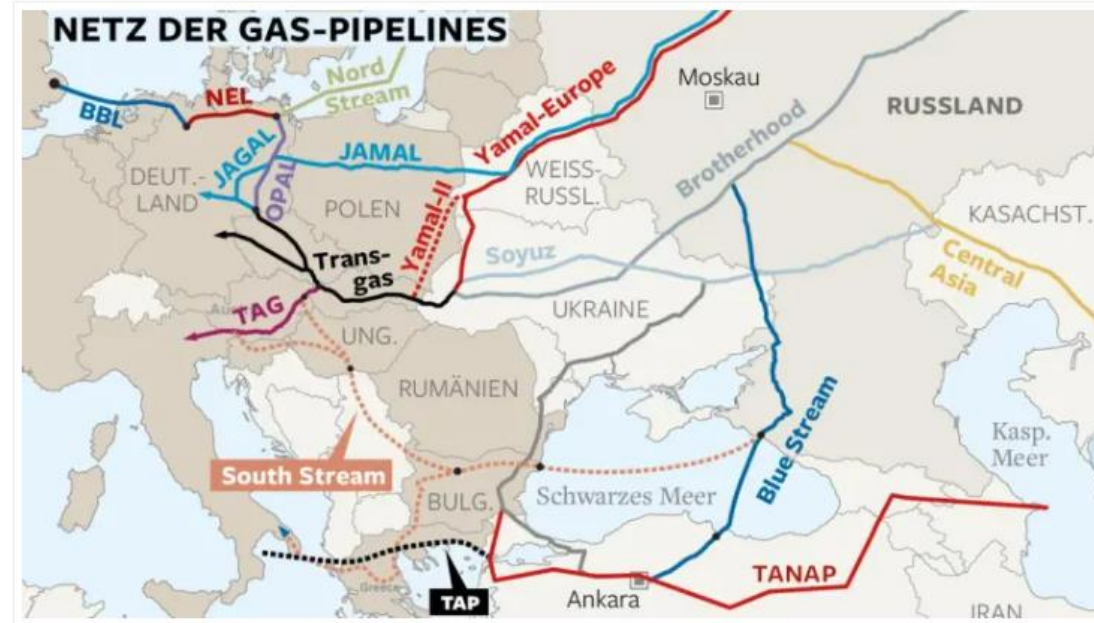 NETZ DER GAS-PIPELINES
Nord
Stream
NEL
BBL
JAGAL
OPAL
JAMAL
DEUT.-
LAND
POLEN
Yamal-Europe
Moskau
RUSSLAND
WEISS-
RUSSL.
Brotherhood
KASACHST.
Central
Asia
Yamal-II
Trans-
gas
Soyuz
UKRAINE
TAG
UNG.
RUMÄNIEN
South Stream
BULG.
Schwarzes Meer
Blue Stream
Kasp.
Meer
TANAP
TAP
Greece
Ankara
IRAN